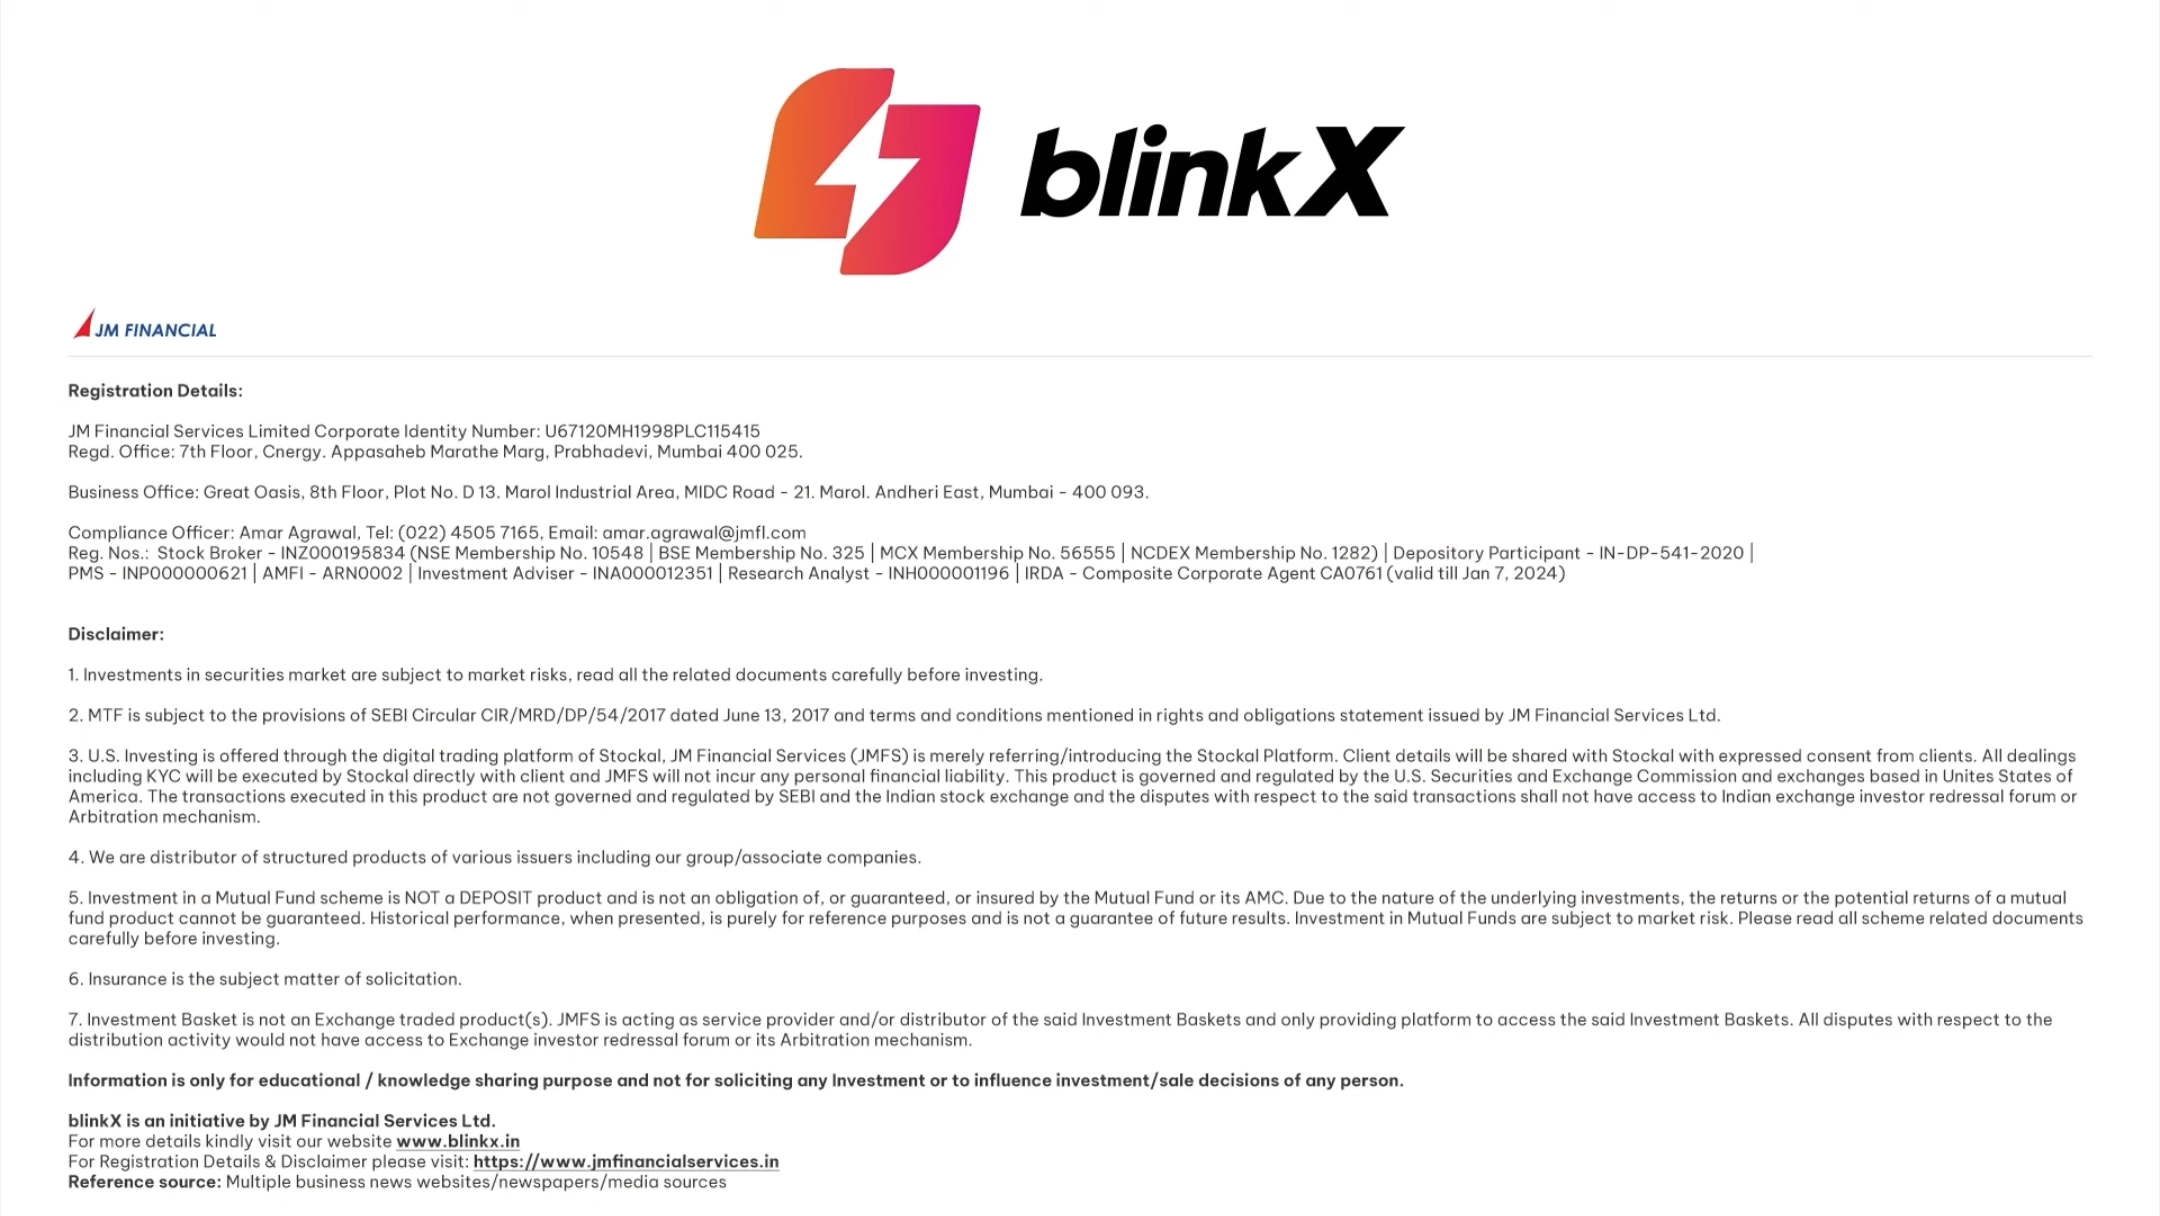 blinkX
JM FINANCIAL
Registration Details:
JM Financial Services Limited Corporate Identity Number: U67120MH1998PLC115415
Regd. Office: 7th Floor, Cnergy. Appasaheb Marathe Marg, Prabhadevi, Mumbai 400 025.
Business Office: Great Oasis, 8th Floor, Plot No. D 13. Marol Industrial Area, MIDC Road - 21. Marol. Andheri East, Mumbai - 400 093.
Compliance Officer: Amar Agrawal, Tel: (022) 4505 7165, Email: amar.agrawal@jmfl.com
Reg. Nos.: Stock Broker - INZ000195834 (NSE Membership No. 10548 | BSE Membership No. 325 | MCX Membership No. 56555 | NCDEX Membership No. 1282) | Depository Participant - IN-DP-541-2020 |
PMS - INP000000621 | AMFI - ARN0002 | Investment Adviser - INA000012351 | Research Analyst - INH000001196 | IRDA - Composite Corporate Agent CA0761 (valid till Jan 7, 2024)
Disclaimer:
1. Investments in securities market are subject to market risks, read all the related documents carefully before investing.
2. MTF is subject to the provisions of SEBI Circular CIR/MRD/DP/54/2017 dated June 13, 2017 and terms and conditions mentioned in rights and obligations statement issued by JM Financial Services Ltd.
3. U.S. Investing is offered through the digital trading platform of Stockal, JM Financial Services (JMFS) is merely referring/introducing the Stockal Platform. Client details will be shared with Stockal with expressed consent from clients. All dealings
including KYC will be executed by Stockal directly with client and JMFS will not incur any personal financial liability. This product is governed and regulated by the U.S. Securities and Exchange Commission and exchanges based in Unites States of
America. The transactions executed in this product are not governed and regulated by SEBI and the Indian stock exchange and the disputes with respect to the said transactions shall not have access to Indian exchange investor redressal forum or
Arbitration mechanism.
4. We are distributor of structured products of various issuers including our group/associate companies.
5. Investment in a Mutual Fund scheme is NOT a DEPOSIT product and is not an obligation of, or guaranteed, or insured by the Mutual Fund or its AMC. Due to the nature of the underlying investments, the returns or the potential returns of a mutual
fund product cannot be guaranteed. Historical performance, when presented, is purely for reference purposes and is not a guarantee of future results. Investment in Mutual Funds are subject to market risk. Please read all scheme related documents
carefully before investing.
6. Insurance is the subject matter of solicitation.
7. Investment Basket is not an Exchange traded product(s). JMFS is acting as service provider and/or distributor of the said Investment Baskets and only providing platform to access the said Investment Baskets. All disputes with respect to the
distribution activity would not have access to Exchange investor redressal forum or its Arbitration mechanism.
Information is only for educational / knowledge sharing purpose and not for soliciting any Investment or to influence investment/sale decisions of any person.
blinkX is an initiative by JM Financial Services Ltd.
For more details kindly visit our website www.blinkx.in
For Registration Details & Disclaimer please visit: https://www.jmfinancialservices.in
Reference source: Multiple business news websites/newspapers/media sources